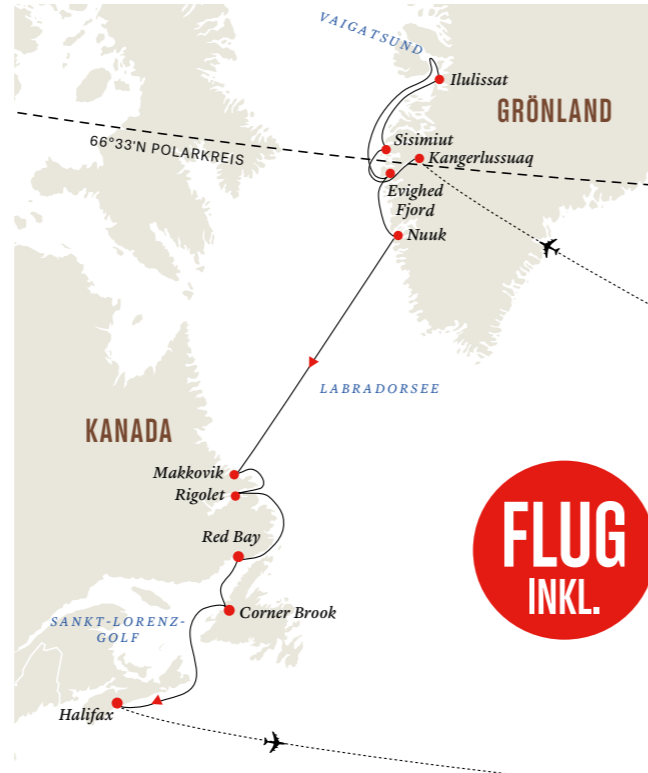 VAIGATSUND
Ilulissat
GRÖNLAND
66°33'N POLARKREIS
Sisimiut
Kangerlussuaq
Evighed
Fjord
Nuuk
LABRADORSEE
KANADA
Makkovik
Rigolet
Red Bay
FLUG
INKL.
Corner Brook
SANKT-LORENZ-
GOLF
Halifax